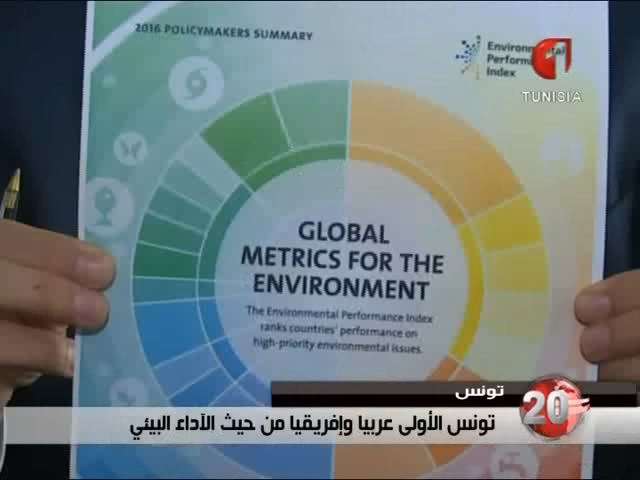 2016 POLICYMAKERS SUMMARY
Environmental
Performance
Index
1
TUNISIA
GLOBAL
METRICS FOR THE
ENVIRONMENT
The Environmental Performance Index
ranks countries' performance on
high-priority environmental issues.
تونس
20
تونس الأولى عربيا وإفريقيا من حيث الآداء البيئي